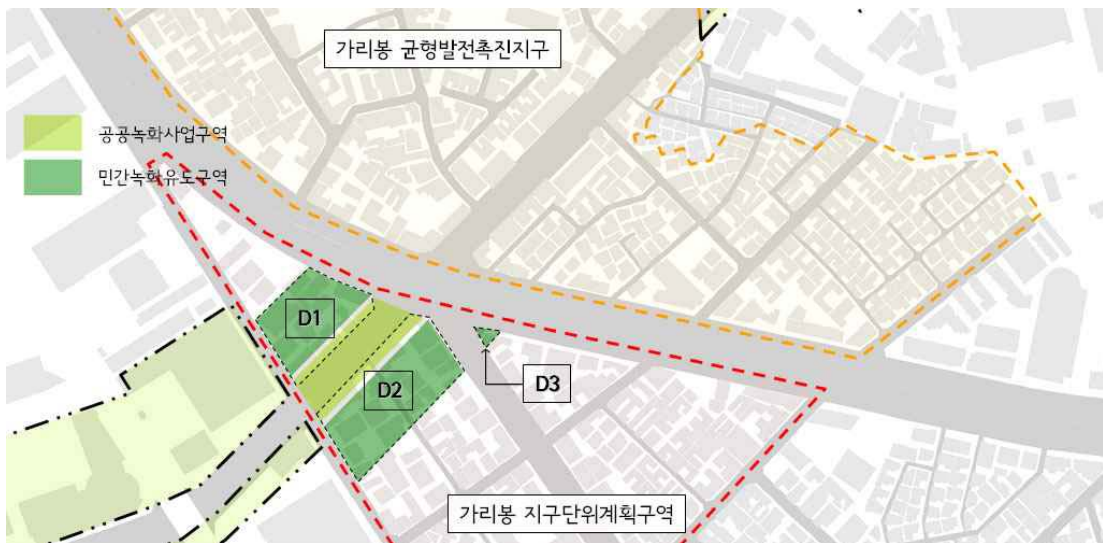 가리봉 균형발전촉진지구
공공녹화사업구역
민간녹화유도구역
D1
D2
D3
가리봉 지구단위계획구역